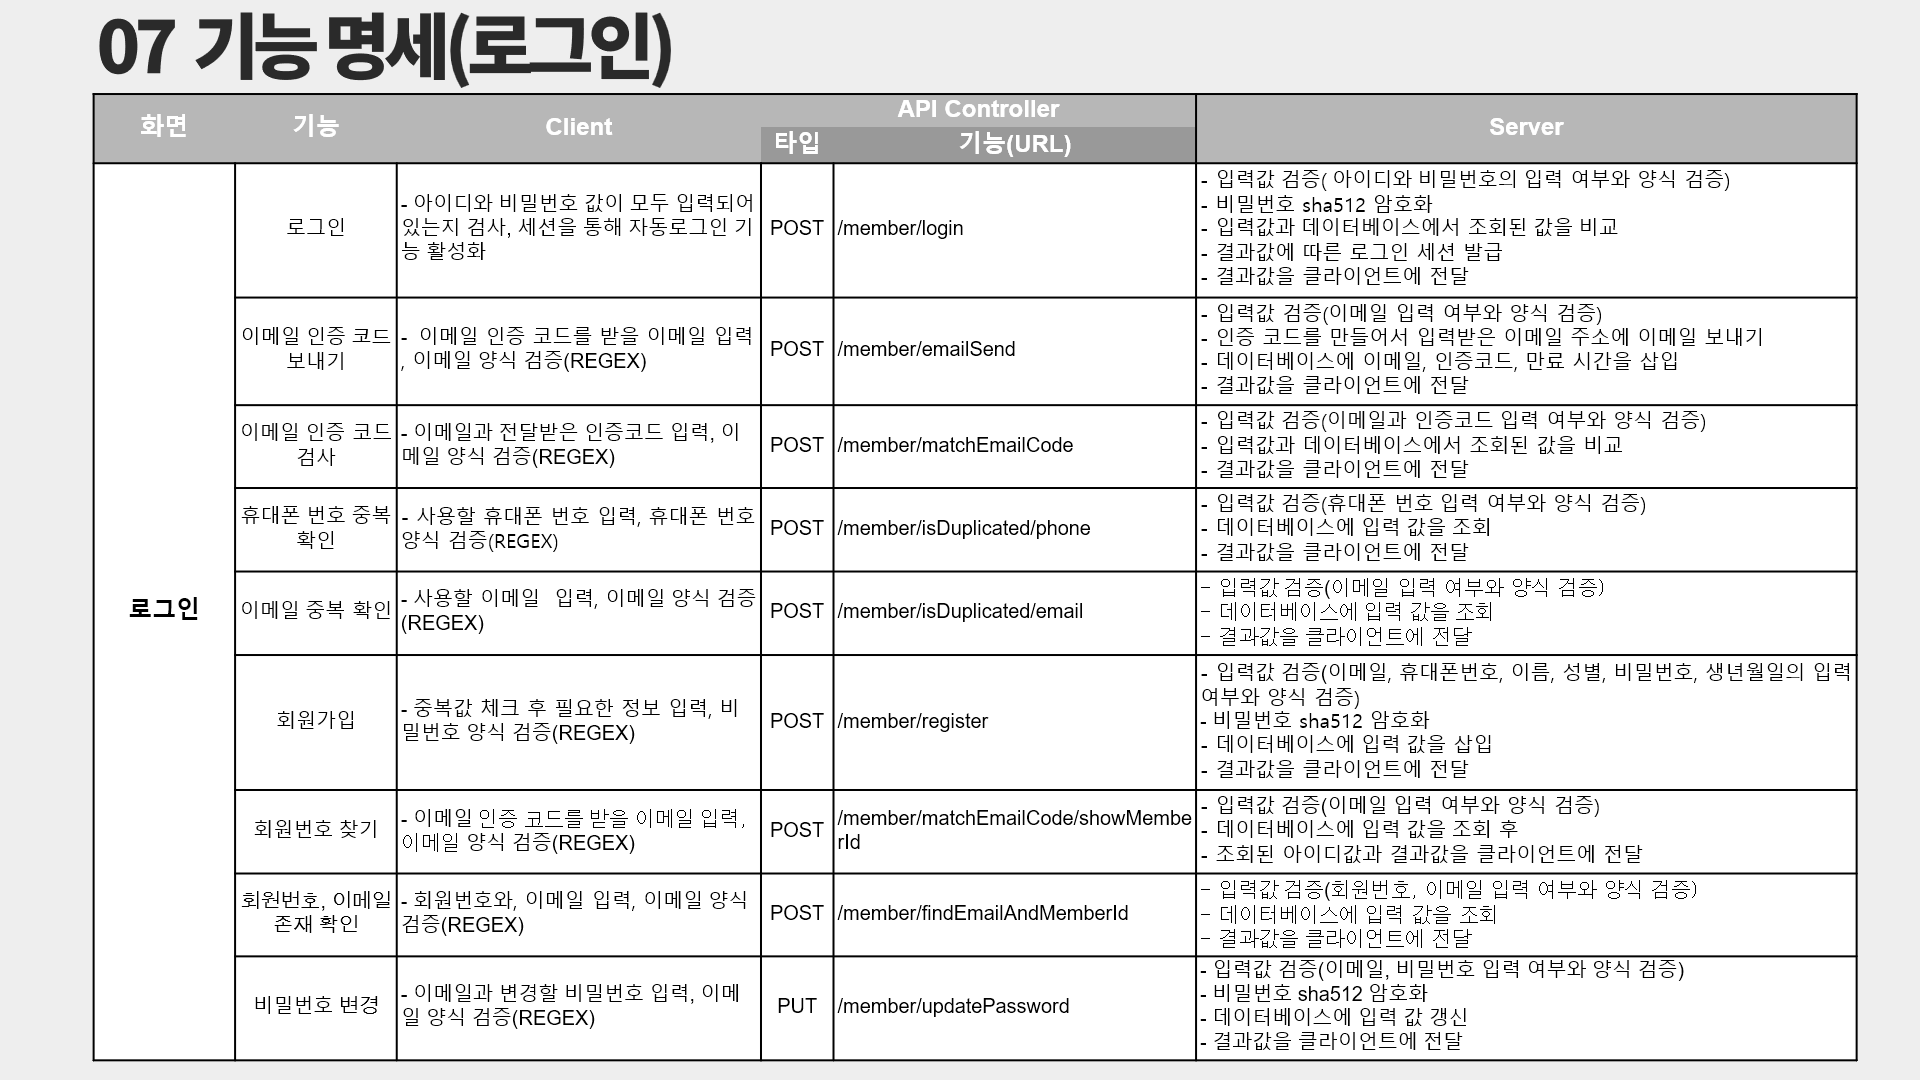 07 기능 명세(로그인)
화면
기능
Client
API Controller
타입
기능(URL)
Server
로그인
로그인
- 아이디와 비밀번호 값이 모두 입력되어
있는지 검사, 세션을 통해 자동로그인 기
능 활성화
POST
/member/login
- 입력값 검증( 아이디와 비밀번호의 입력 여부와 양식 검증)
- 비밀번호 sha512 암호화
- 입력값과 데이터베이스에서 조회된 값을 비교
- 결과값에 따른 로그인 세션 발급
- 결과값을 클라이언트에 전달
이메일 인증 코드
보내기
- 이메일 인증 코드를 받을 이메일 입력
, 이메일 양식 검증(REGEX)
POST
/member/emailSend
- 입력값 검증(이메일 입력 여부와 양식 검증)
- 인증 코드를 만들어서 입력받은 이메일 주소에 이메일 보내기
- 데이터베이스에 이메일, 인증코드, 만료 시간을 삽입
- 결과값을 클라이언트에 전달
이메일 인증 코드
검사
- 이메일과 전달받은 인증코드 입력, 이
메일 양식 검증(REGEX)
POST
/member/matchEmailCode
- 입력값 검증(이메일과 인증코드 입력 여부와 양식 검증)
- 입력값과 데이터베이스에서 조회된 값을 비교
- 결과값을 클라이언트에 전달
휴대폰 번호 중복
확인
- 사용할 휴대폰 번호 입력, 휴대폰 번호
양식 검증(REGEX)
POST
/member/isDuplicated/phone
- 입력값 검증(휴대폰 번호 입력 여부와 양식 검증)
- 데이터베이스에 입력 값을 조회
- 결과값을 클라이언트에 전달
이메일 중복 확인
- 사용할 이메일 입력, 이메일 양식 검증
(REGEX)
POST
/member/isDuplicated/email
- 입력값 검증(이메일 입력 여부와 양식 검증)
- 데이터베이스에 입력 값을 조회
- 결과값을 클라이언트에 전달
회원가입
- 중복값 체크 후 필요한 정보 입력, 비
밀번호 양식 검증(REGEX)
POST
/member/register
- 입력값 검증(이메일, 휴대폰번호, 이름, 성별, 비밀번호, 생년월일의 입력
여부와 양식 검증)
- 비밀번호 sha512 암호화
- 데이터베이스에 입력 값을 삽입
- 결과값을 클라이언트에 전달
회원번호 찾기
- 이메일 인증 코드를 받을 이메일 입력,
이메일 양식 검증(REGEX)
POST
/member/matchEmailCode/showMembe
rId
- 입력값 검증(이메일 입력 여부와 양식 검증)
- 데이터베이스에 입력 값을 조회 후
- 조회된 아이디값과 결과값을 클라이언트에 전달
회원번호, 이메일
존재 확인
- 회원번호와, 이메일 입력, 이메일 양식
검증(REGEX)
POST
/member/findEmailAndMemberId
- 입력값 검증(회원번호, 이메일 입력 여부와 양식 검증)
- 데이터베이스에 입력 값을 조회
- 결과값을 클라이언트에 전달
비밀번호 변경
- 이메일과 변경할 비밀번호 입력, 이메
일 양식 검증(REGEX)
PUT
/member/updatePassword
- 입력값 검증(이메일, 비밀번호 입력 여부와 양식 검증)
- 비밀번호 sha512 암호화
- 데이터베이스에 입력 값 갱신
- 결과값을 클라이언트에 전달